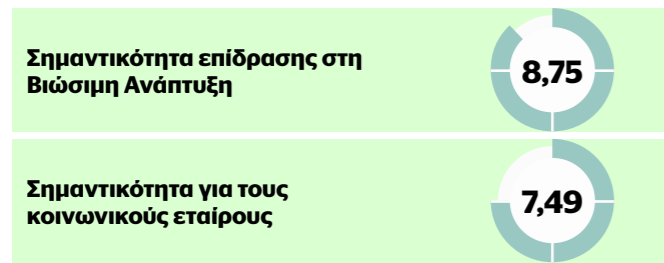 Σημαντικότητα επίδρασης στη
Βιώσιμη Ανάπτυξη
8,75
Σημαντικότητα για τους
κοινωνικούς εταίρους
7,49